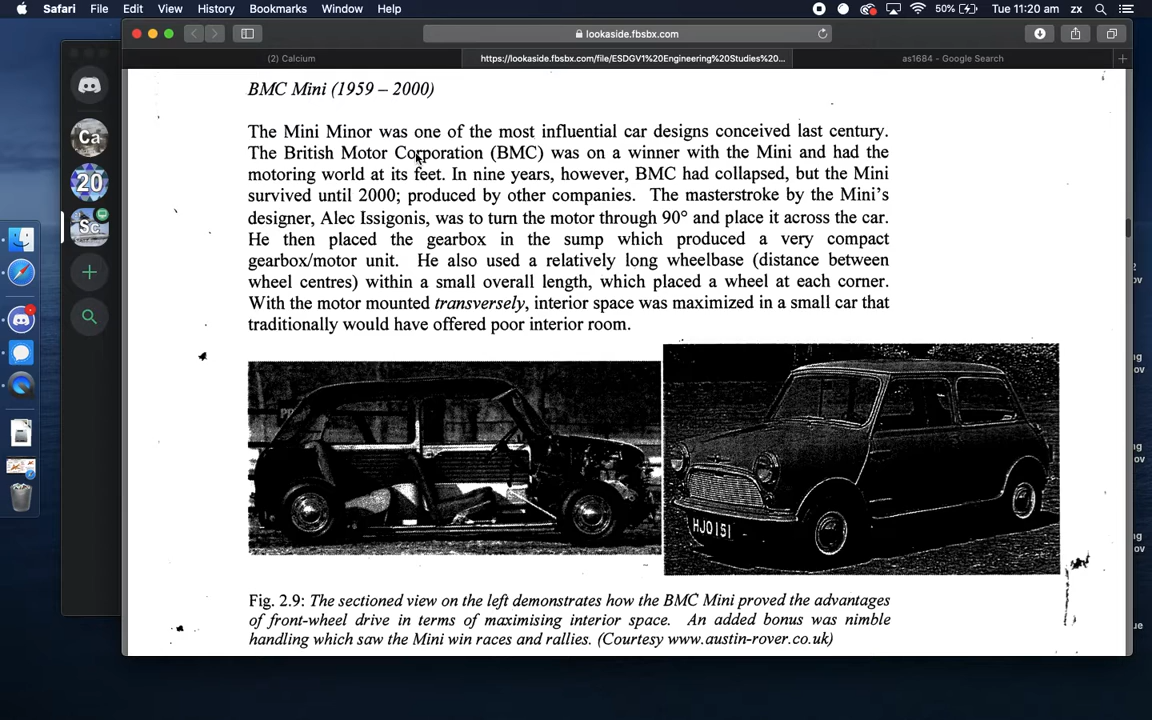 Safari File Edit View History Bookmarks Window Help 50% Tue 11:20 am zx
lookaside.fbsbx.com
(2) Calcium
https://lookaside.fbsbx.com/file/ESDGV1%20Engineering%20Studies%20...
as1684 - Google Search
Ca
20
Sc
BMC Mini (1959 – 2000)
The Mini Minor was one of the most influential car designs conceived last century.
The British Motor Corporation (BMC) was on a winner with the Mini and had the
motoring world at its feet. In nine years, however, BMC had collapsed, but the Mini
survived until 2000; produced by other companies. The masterstroke by the Mini's
designer, Alec Issigonis, was to turn the motor through 90° and place it across the car.
He then placed the gearbox in the sump which produced a very compact
gearbox/motor unit. He also used a relatively long wheelbase (distance between
wheel centres) within a small overall length, which placed a wheel at each corner.
With the motor mounted transversely, interior space was maximized in a small car that
traditionally would have offered poor interior room.
HJO151
Fig. 2.9: The sectioned view on the left demonstrates how the BMC Mini proved the advantages
of front-wheel drive in terms of maximising interior space. An added bonus was nimble
handling which saw the Mini win races and rallies. (Courtesy www.austin-rover.co.uk)